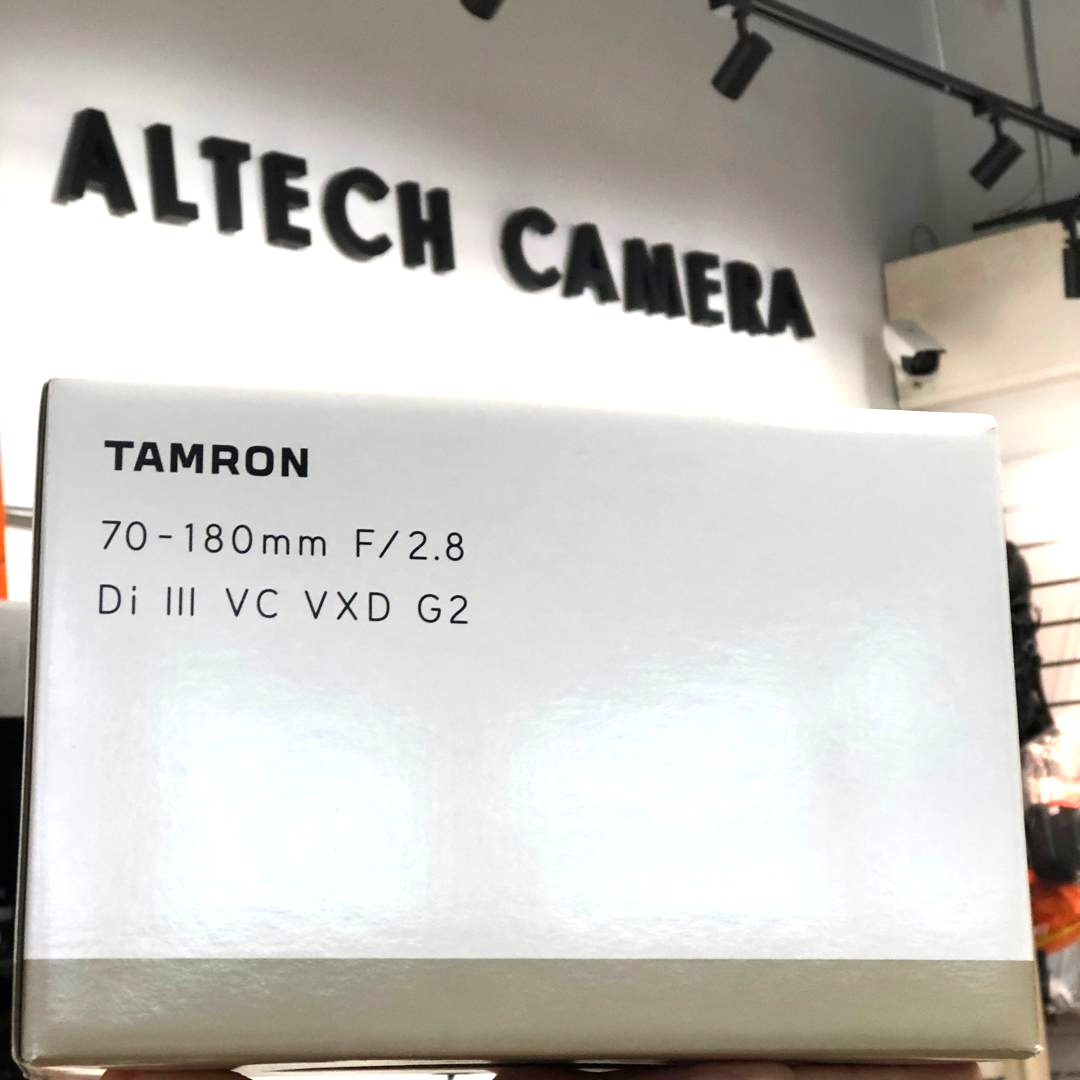 ALTECH CAMERA
TAMRON
70-180mm F/2.8
Di III VC VXD G2